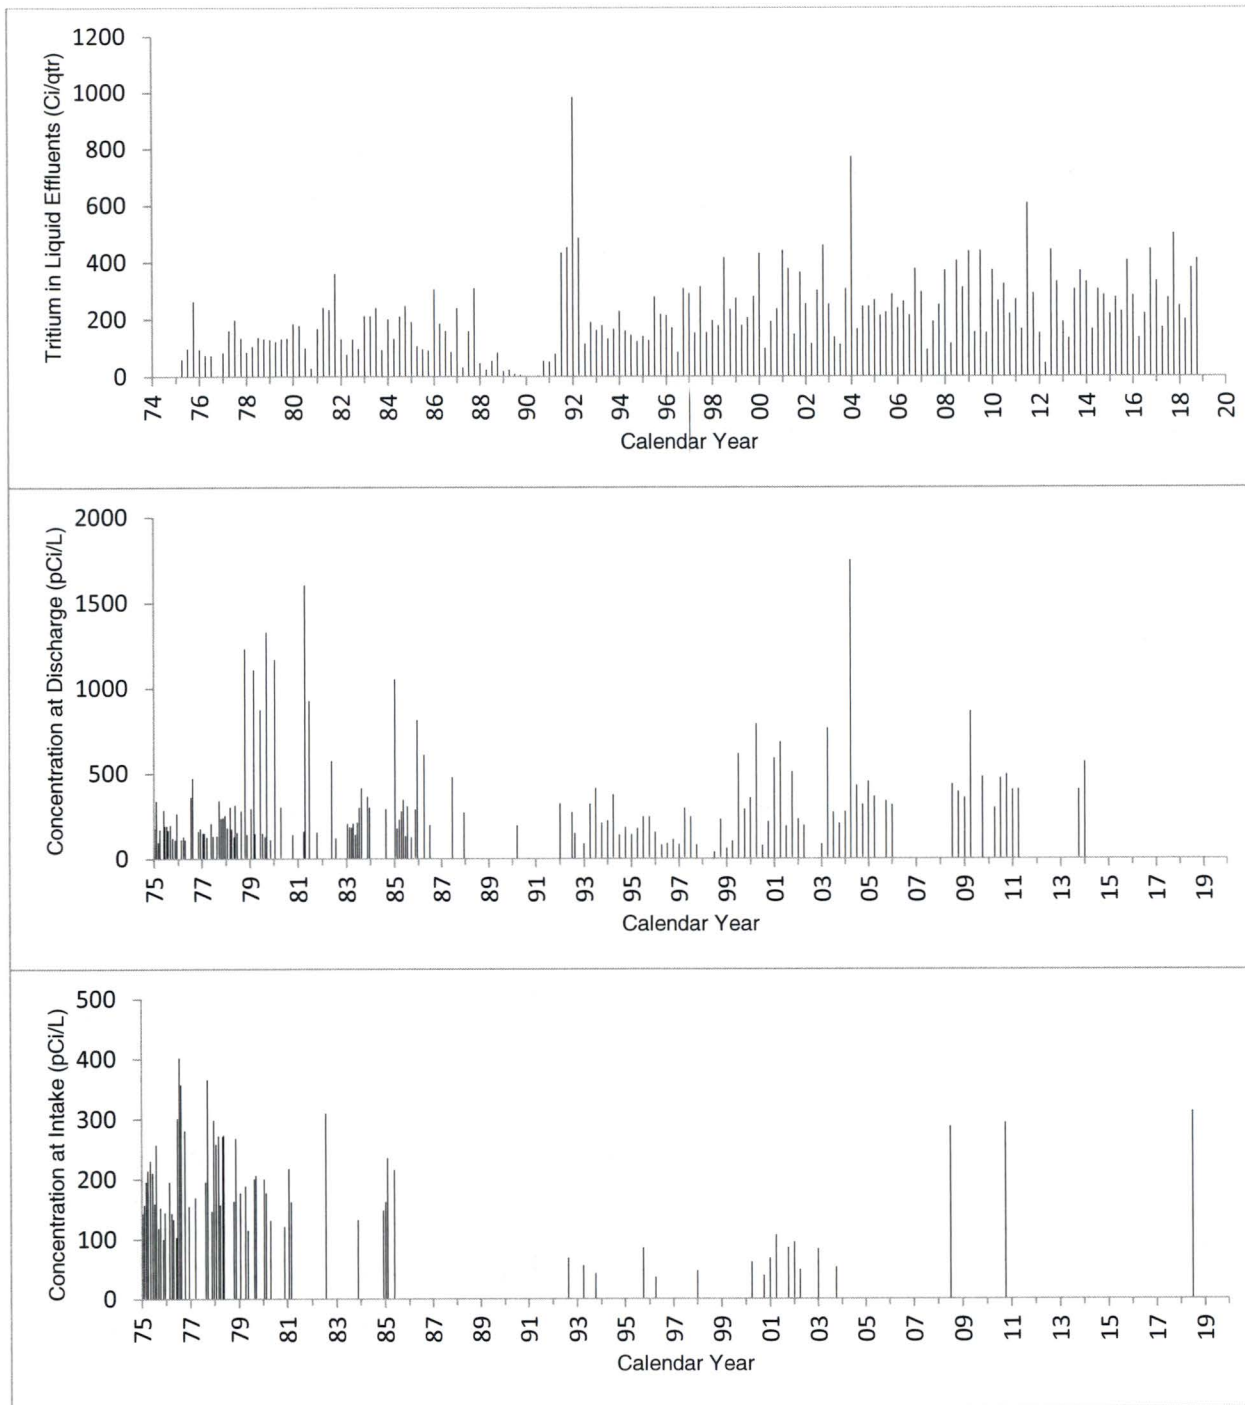 Tritium in Liquid Effluents (Ci/qtr)
1200
1000
800
600
400
200
0
74 76 78 80 82 84 86 88 90 92 94 96 98 00 02 04 06 08 10 12 14 16 18 20
Calendar Year
Concentration at Discharge (pCi/L)
2000
1500
1000
500
0
75 77 79 81 83 85 87 89 91 93 95 97 99 01 03 05 07 09 11 13 15 17 19
Calendar Year
Concentration at Intake (pCi/L)
500
400
300
200
100
0
75 77 79 81 83 85 87 89 91 93 95 97 99 01 03 05 07 09 11 13 15 17 19
Calendar Year